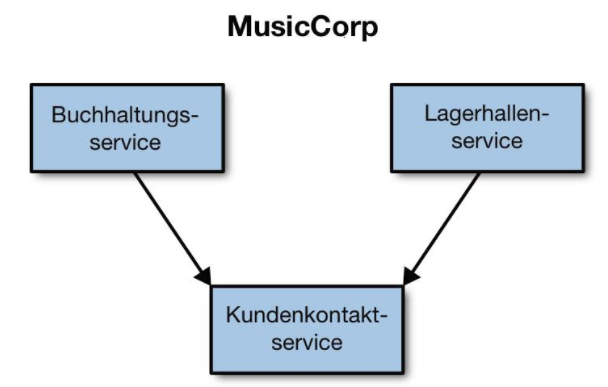 MusicCorp
Buchhaltungs-
service
Lagerhallen-
service
Kundenkontakt-
service